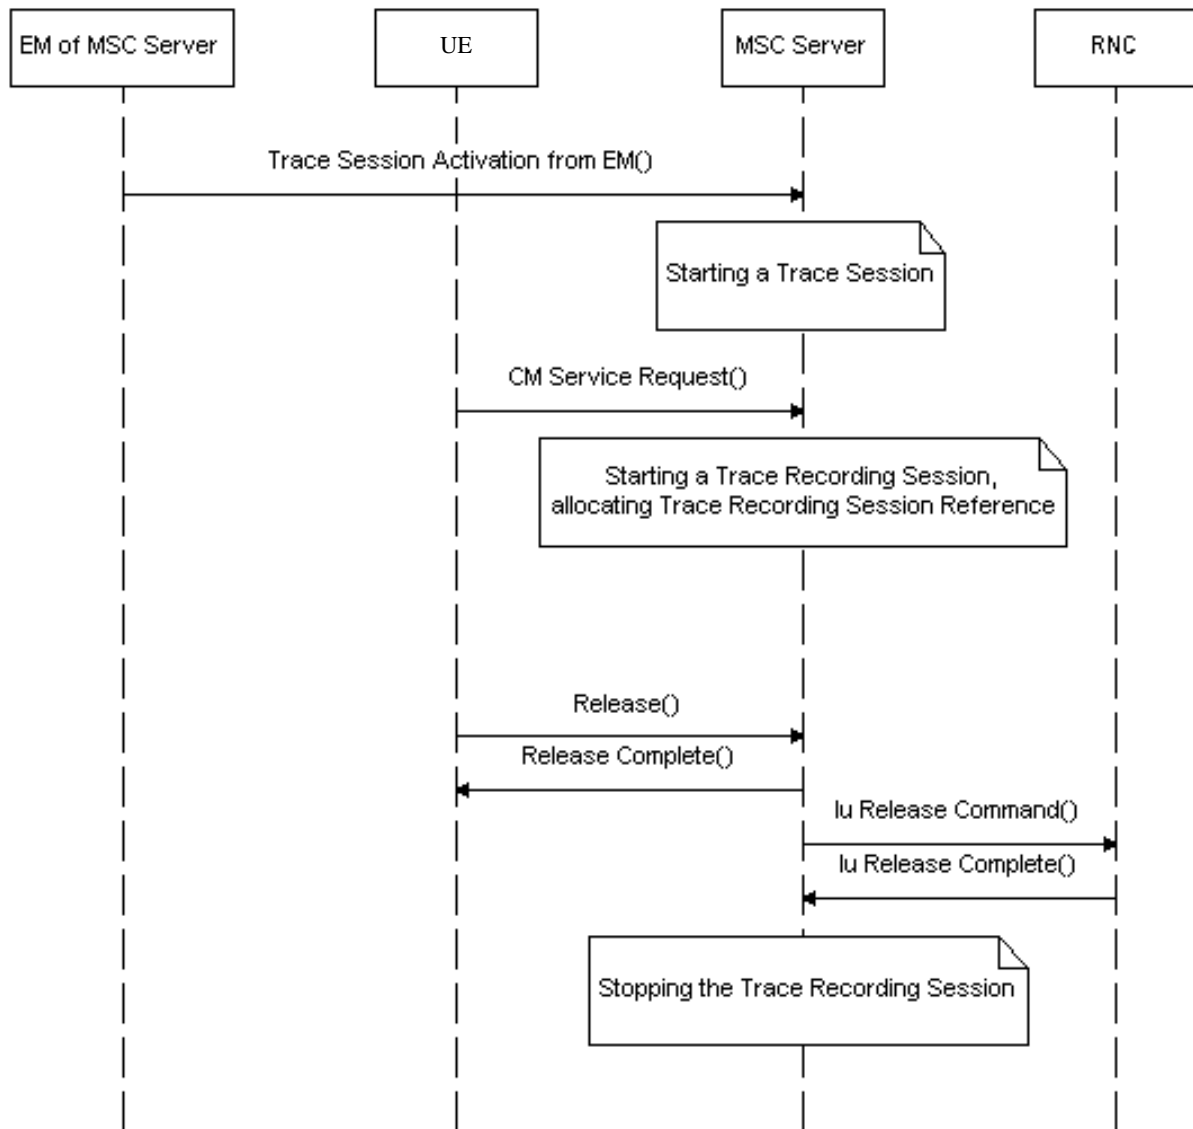 EM of MSC Server
UE
MSC Server
RNC
Trace Session Activation from EM()
Starting a Trace Session
CM Service Request()
Starting a Trace Recording Session,
allocating Trace Recording Session Reference
Release()
Release Complete()
Iu Release Command()
Iu Release Complete()
Stopping the Trace Recording Session